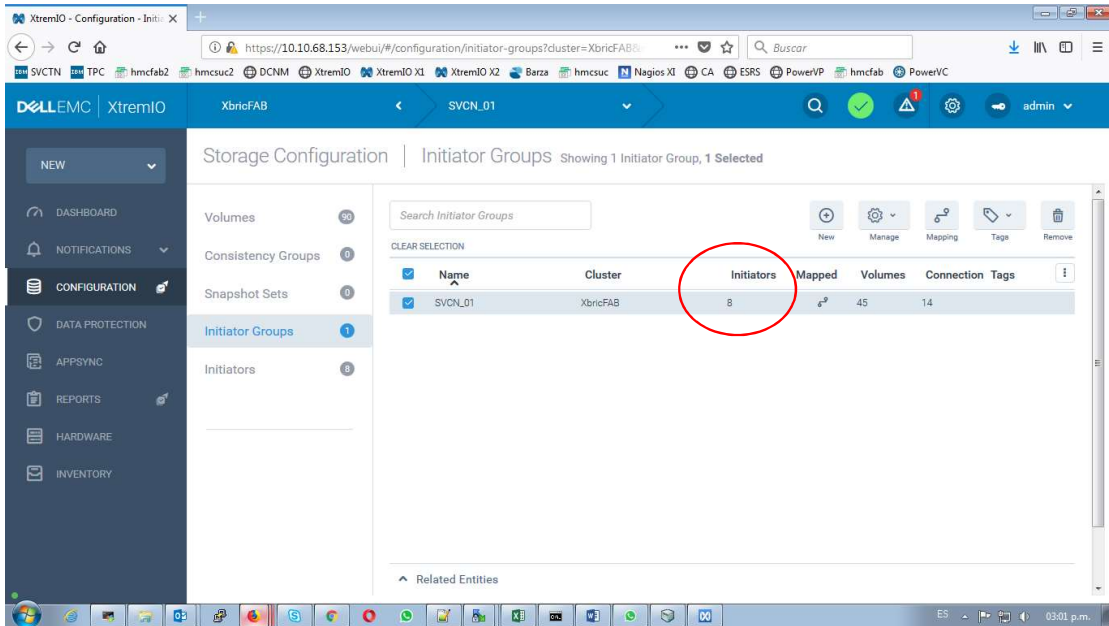 XtremIO - Configuration - Initia
https://10.10.68.153/webui/#/configuration/initiator-groups?cluster=XbricFAB&
Buscar
SVCTN
TPC
hmcfab2
hmcsuc2
DCNM
XtremIO
XtremIO X1
XtremIO X2
Barza
hmcsuc
Nagios XI
CA
ESRS
PowerVP
hmcfab
PowerVC
DELLEMC | XtremIO
XbricFAB
SVCN_01
1
admin
NEW
Storage Configuration | Initiator Groups Showing 1 Initiator Group, 1 Selected
DASHBOARD
NOTIFICATIONS
CONFIGURATION
DATA PROTECTION
APPSYNC
REPORTS
HARDWARE
INVENTORY
Volumes 90
Consistency Groups 0
Snapshot Sets 0
Initiator Groups 1
Initiators 8
Search Initiator Groups
New
Manage
Mapping
Tags
Remove
CLEAR SELECTION
Name Cluster Initiators Mapped Volumes Connection Tags
SVCN_01 XbricFAB 8 45 14
Related Entities
ES
03:01 p.m.